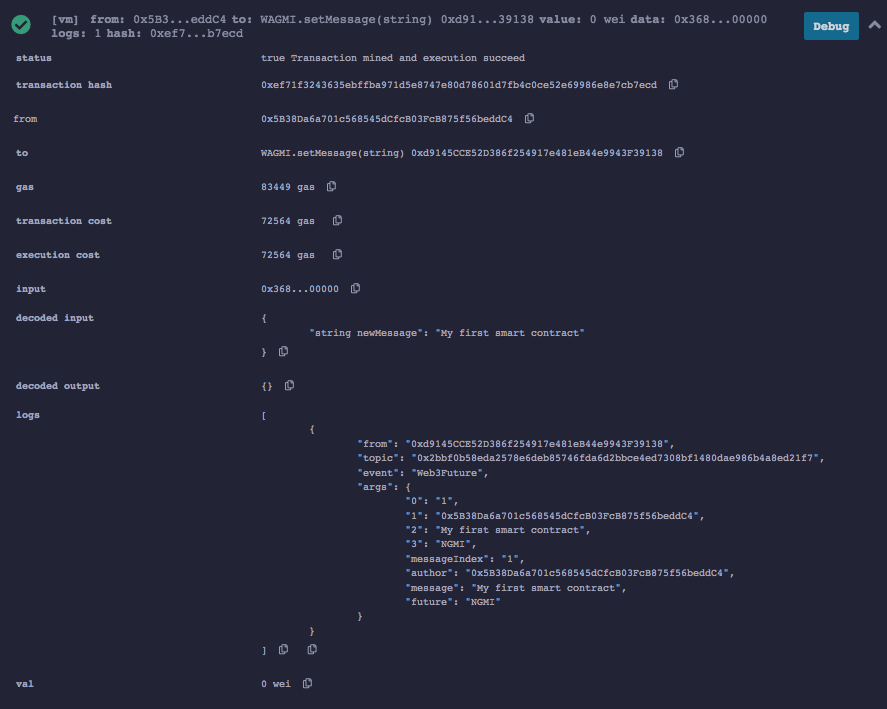 [vm] from: 0x5B3...eddC4 to: WAGMI.setMessage(string) 0xd91...39138 value: 0 wei data: 0x368...00000
logs: 1 hash: 0xef7...b7ecd
Debug
status true Transaction mined and execution succeed
transaction hash 0xef71f3243635ebffba971d5e8747e80d78601d7fb4c0ce52e69986e8e7cb7ecd
from 0x5B38Da6a701c568545dCfcB03FcB875f56beddC4
to WAGMI.setMessage(string) 0xd9145CCE52D386f254917e481eB44e9943F39138
gas 83449 gas
transaction cost 72564 gas
execution cost 72564 gas
input 0x368...00000
decoded input {
"string newMessage": "My first smart contract"
}
decoded output {}
logs [
{
"from": "0xd9145CCE52D386f254917e481eB44e9943F39138",
"topic": "0x2bbf0b58eda2578e6deb85746fda6d2bbce4ed7308bf1480dae986b4a8ed21f7",
"event": "Web3Future",
"args": {
"0": "1",
"1": "0x5B38Da6a701c568545dCfcB03FcB875f56beddC4",
"2": "My first smart contract",
"3": "NGMI",
"messageIndex": "1",
"author": "0x5B38Da6a701c568545dCfcB03FcB875f56beddC4",
"message": "My first smart contract",
"future": "NGMI"
}
}
]
val 0 wei